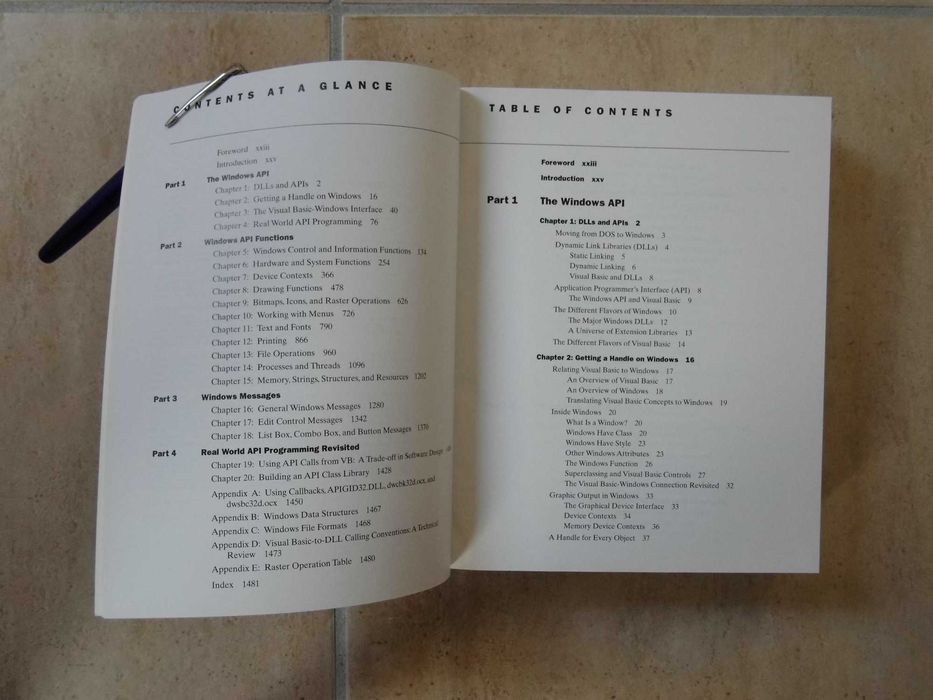 CONTENTS AT A GLANCE
Foreword xxiii
Introduction xxv
Part 1 The Windows API
Chapter 1: DLLs and APIs 2
Chapter 2: Getting a Handle on Windows 16
Chapter 3: The Visual Basic-Windows Interface 40
Chapter 4: Real World API Programming 76
Part 2 Windows API Functions
Chapter 5: Windows Control and Information Functions 134
Chapter 6: Hardware and System Functions 254
Chapter 7: Device Contexts 366
Chapter 8: Drawing Functions 478
Chapter 9: Bitmaps, Icons, and Raster Operations 626
Chapter 10: Working with Menus 726
Chapter 11: Text and Fonts 790
Chapter 12: Printing 866
Chapter 13: File Operations 960
Chapter 14: Processes and Threads 1096
Chapter 15: Memory, Strings, Structures, and Resources 1202
Part 3 Windows Messages
Chapter 16: General Windows Messages 1280
Chapter 17: Edit Control Messages 1342
Chapter 18: List Box, Combo Box, and Button Messages 1370
Part 4 Real World API Programming Revisited
Chapter 19: Using API Calls from VB: A Trade-off in Software Design
Chapter 20: Building an API Class Library 1428
Appendix A: Using Callbacks, APIGID32.DLL, dwcbk32d.ocx, and
dwsbc32d.ocx 1450
Appendix B: Windows Data Structures 1467
Appendix C: Windows File Formats 1468
Appendix D: Visual Basic-to-DLL Calling Conventions: A Technical
Review 1473
Appendix E: Raster Operation Table 1480
Index 1481
TABLE OF CONTENTS
Foreword xxiii
Introduction xxv
Part 1 The Windows API
Chapter 1: DLLs and APIs 2
Moving from DOS to Windows 3
Dynamic Link Libraries (DLLs) 4
Static Linking 5
Dynamic Linking 6
Visual Basic and DLLs 8
Application Programmer's Interface (API) 8
The Windows API and Visual Basic 9
The Different Flavors of Windows 10
The Major Windows DLLs 12
A Universe of Extension Libraries 13
The Different Flavors of Visual Basic 14
Chapter 2: Getting a Handle on Windows 16
Relating Visual Basic to Windows 17
An Overview of Visual Basic 17
An Overview of Windows 18
Translating Visual Basic Concepts to Windows 19
Inside Windows 20
What Is a Window? 20
Windows Have Class 20
Windows Have Style 23
Other Windows Attributes 23
The Windows Function 26
Superclassing and Visual Basic Controls 27
The Visual Basic-Windows Connection Revisited 32
Graphic Output in Windows 33
The Graphical Device Interface 33
Device Contexts 34
Memory Device Contexts 36
A Handle for Every Object 37